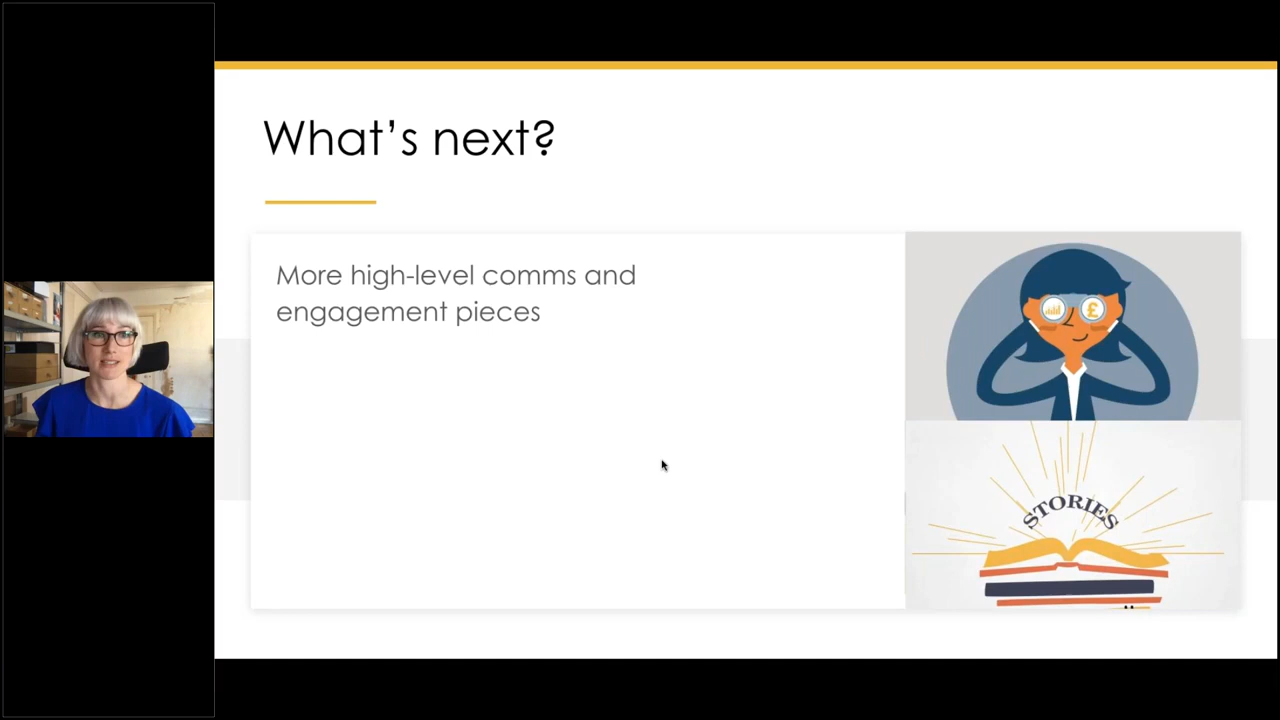 What's next?
More high-level comms and
engagement pieces
£
STORIES